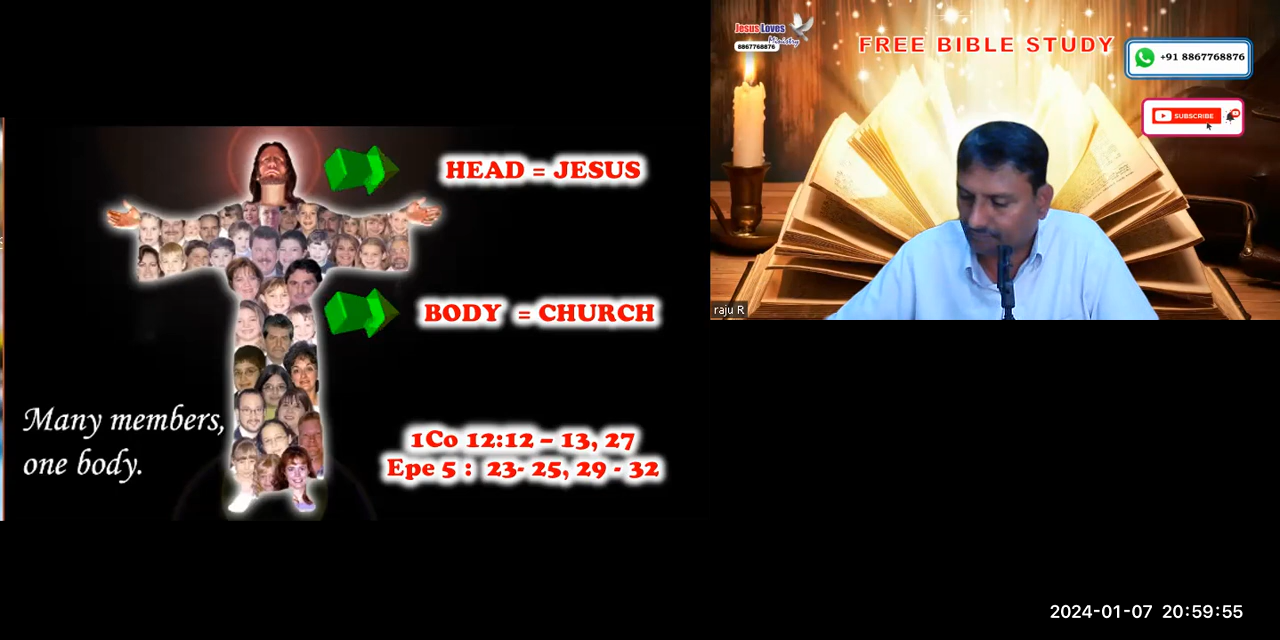 HEAD = JESUS
BODY = CHURCH
Many members,
one body.
1Co 12:12 – 13, 27
Epe 5 : 23- 25, 29 - 32
Jesus Loves
Ministry
8867768876
FREE BIBLE STUDY
+91 8867768876
SUBSCRIBE
raju R
2024-01-07 20:59:55